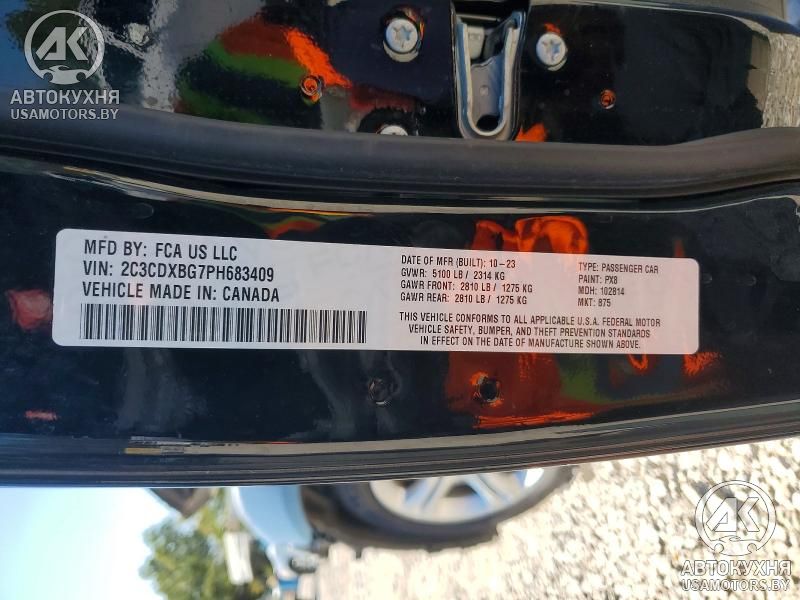 АК
АВТОКУХНЯ
USAMOTORS.BY
MFD BY: FCA US LLC
VIN: 2C3CDXBG7PH683409
VEHICLE MADE IN: CANADA
DATE OF MFR (BUILT): 10-23
GVWR: 5100 LB / 2314 KG
GAWR FRONT: 2810 LB / 1275 KG
GAWR REAR: 2810 LB / 1275 KG
TYPE: PASSENGER CAR
PAINT: PX8
MDH: 102814
MKT: 875
THIS VEHICLE CONFORMS TO ALL APPLICABLE U.S.A. FEDERAL MOTOR
VEHICLE SAFETY, BUMPER, AND THEFT PREVENTION STANDARDS
IN EFFECT ON THE DATE OF MANUFACTURE SHOWN ABOVE.
АК
АВТОКУХНЯ
USAMOTORS.BY